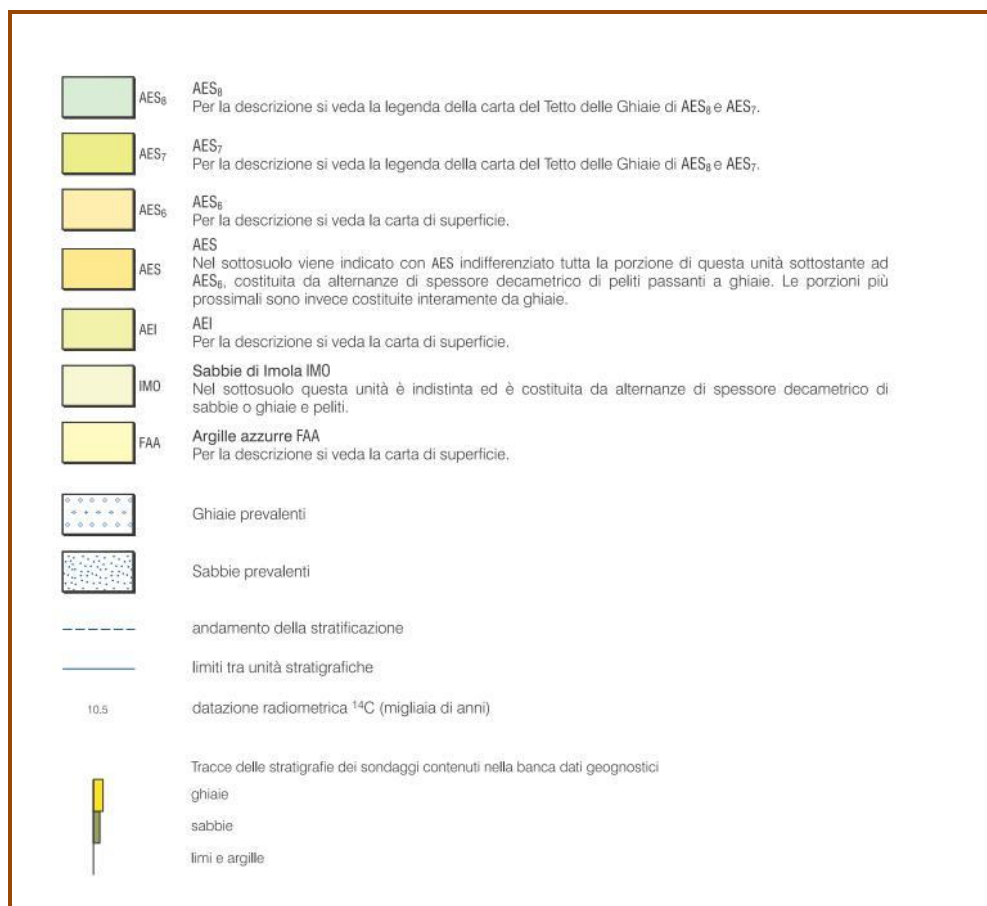 AES₈
AES₈
Per la descrizione si veda la legenda della carta del Tetto delle Ghiaie di AES₈ e AES₇.
AES₇
AES₇
Per la descrizione si veda la legenda della carta del Tetto delle Ghiaie di AES₈ e AES₇.
AES₆
AES₆
Per la descrizione si veda la carta di superficie.
AES
AES
Nel sottosuolo viene indicato con AES indifferenziato tutta la porzione di questa unità sottostante ad
AES₆, costituita da alternanze di spessore decametrico di peliti passanti a ghiaie. Le porzioni più
prossimali sono invece costituite interamente da ghiaie.
AEI
AEI
Per la descrizione si veda la carta di superficie.
IMO
Sabbie di Imola IMO
Nel sottosuolo questa unità è indistinta ed è costituita da alternanze di spessore decametrico di
sabbie o ghiaie e peliti.
FAA
Argille azzurre FAA
Per la descrizione si veda la carta di superficie.
Ghiaie prevalenti
Sabbie prevalenti
andamento della stratificazione
limiti tra unità stratigrafiche
10.5 datazione radiometrica ¹⁴C (migliaia di anni)
Tracce delle stratigrafie dei sondaggi contenuti nella banca dati geognostici
ghiaie
sabbie
limi e argille